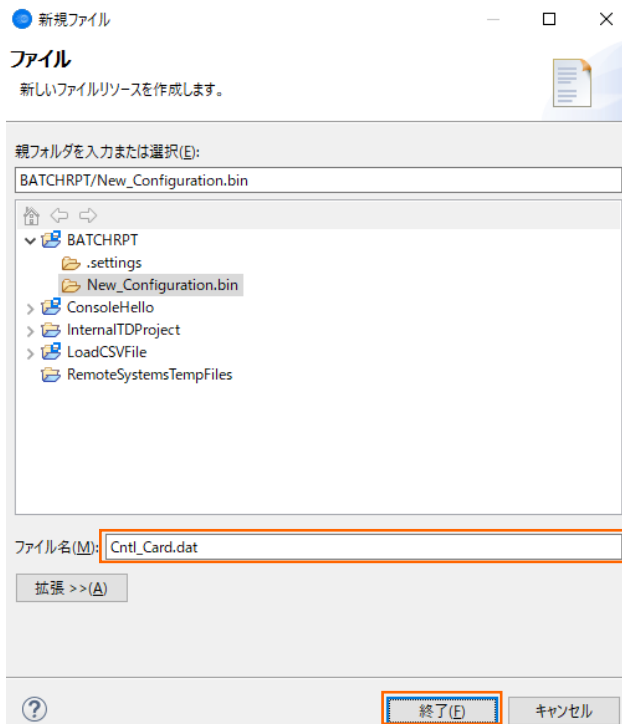 新規ファイル
ファイル
新しいファイルリソースを作成します。
親フォルダを入力または選択(E):
BATCHRPT/New_Configuration.bin
BATCHRPT
.settings
New_Configuration.bin
ConsoleHello
InternalTDProject
LoadCSVFile
RemoteSystemsTempFiles
ファイル名(M): Cntl_Card.dat
拡張 >>(A)
? 終了(F) キャンセル